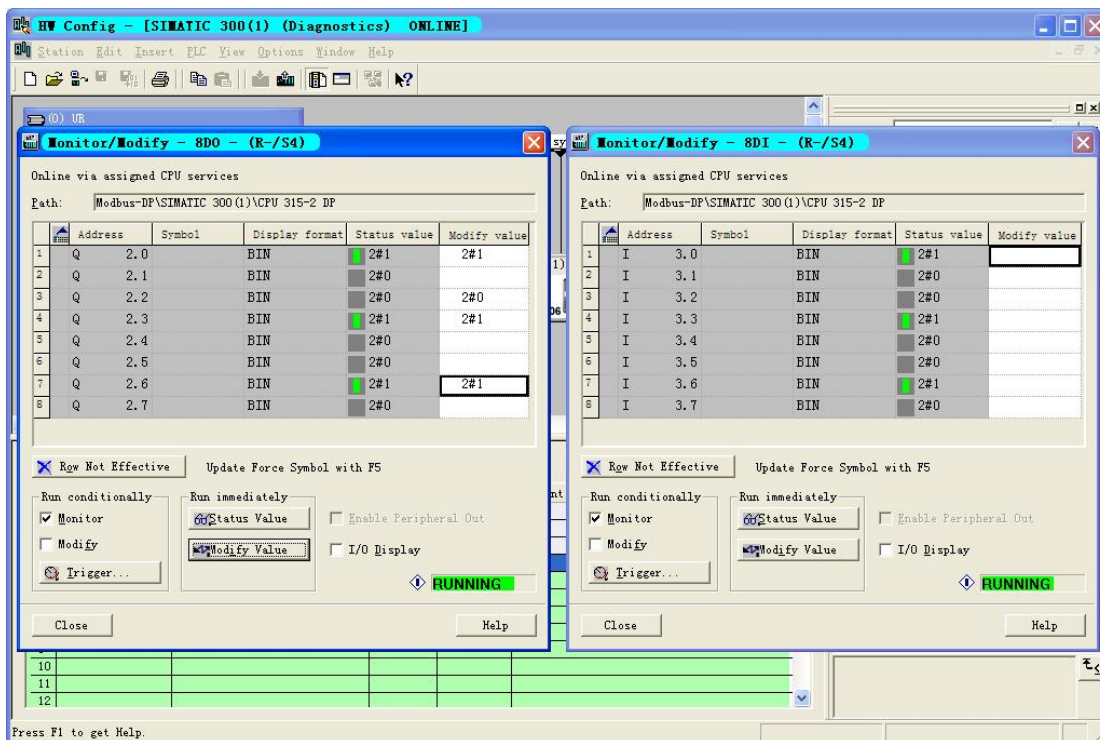 HW Config - [SIMATIC 300(1) (Diagnostics) ONLINE]
Station Edit Insert PLC View Options Window Help
(0) UR
Monitor/Modify - 8DO - (R-/S4)
Online via assigned CPU services
Path: Modbus-DP\SIMATIC 300(1)\CPU 315-2 DP
Address Symbol Display format Status value Modify value
1 Q 2.0 BIN 2#1 2#1
2 Q 2.1 BIN 2#0
3 Q 2.2 BIN 2#0 2#0
4 Q 2.3 BIN 2#1 2#1
5 Q 2.4 BIN 2#0
6 Q 2.5 BIN 2#0
7 Q 2.6 BIN 2#1 2#1
8 Q 2.7 BIN 2#0
Row Not Effective Update Force Symbol with F5
Run conditionally Run immediately
Monitor Status Value Enable Peripheral Out
Modify Modify Value I/O Display
Trigger...
RUNNING
Close Help
sy
1)
06
nt
Monitor/Modify - 8DI - (R-/S4)
Online via assigned CPU services
Path: Modbus-DP\SIMATIC 300(1)\CPU 315-2 DP
Address Symbol Display format Status value Modify value
1 I 3.0 BIN 2#1
2 I 3.1 BIN 2#0
3 I 3.2 BIN 2#0
4 I 3.3 BIN 2#1
5 I 3.4 BIN 2#0
6 I 3.5 BIN 2#0
7 I 3.6 BIN 2#1
8 I 3.7 BIN 2#0
Row Not Effective Update Force Symbol with F5
Run conditionally Run immediately
Monitor Status Value Enable Peripheral Out
Modify Modify Value I/O Display
Trigger...
RUNNING
Close Help
10
11
12
Press F1 to get Help.